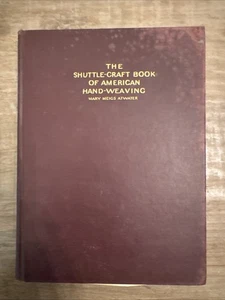 THE
SHUTTLE-CRAFT BOOK
OF AMERICAN
HAND-WEAVING
MARY MEIGS ATWATER